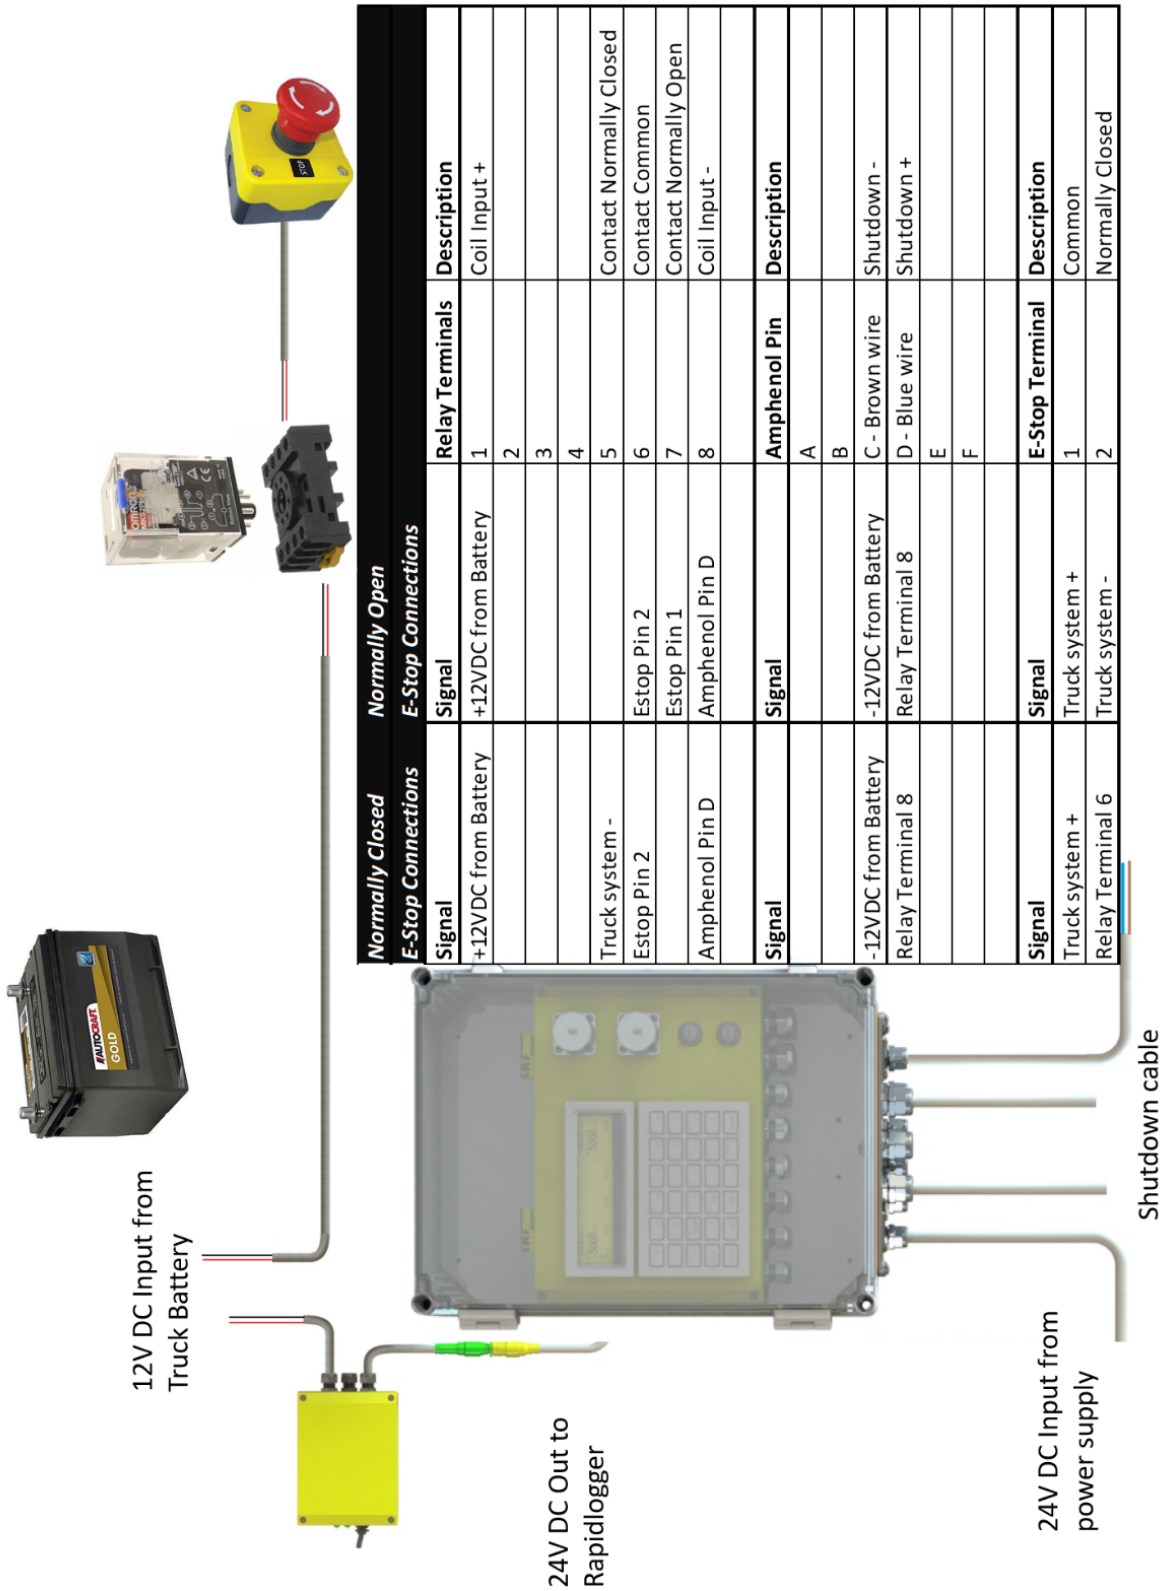 12V DC Input from
Truck Battery
AUTOCRAFT
GOLD
omron
STOP
24V DC Out to
Rapidlogger
24V DC Input from
power supply
Shutdown cable
Normally Closed Normally Open
E-Stop Connections E-Stop Connections
Signal Signal Relay Terminals Description
+12VDC from Battery +12VDC from Battery 1 Coil Input +
2
3
4
Truck system - 5 Contact Normally Closed
Estop Pin 2 Estop Pin 2 6 Contact Common
Estop Pin 1 7 Contact Normally Open
Amphenol Pin D Amphenol Pin D 8 Coil Input -
Signal Signal Amphenol Pin Description
A
B
-12VDC from Battery -12VDC from Battery C - Brown wire Shutdown -
Relay Terminal 8 Relay Terminal 8 D - Blue wire Shutdown +
E
F
Signal Signal E-Stop Terminal Description
Truck system + Truck system + 1 Common
Relay Terminal 6 Truck system - 2 Normally Closed